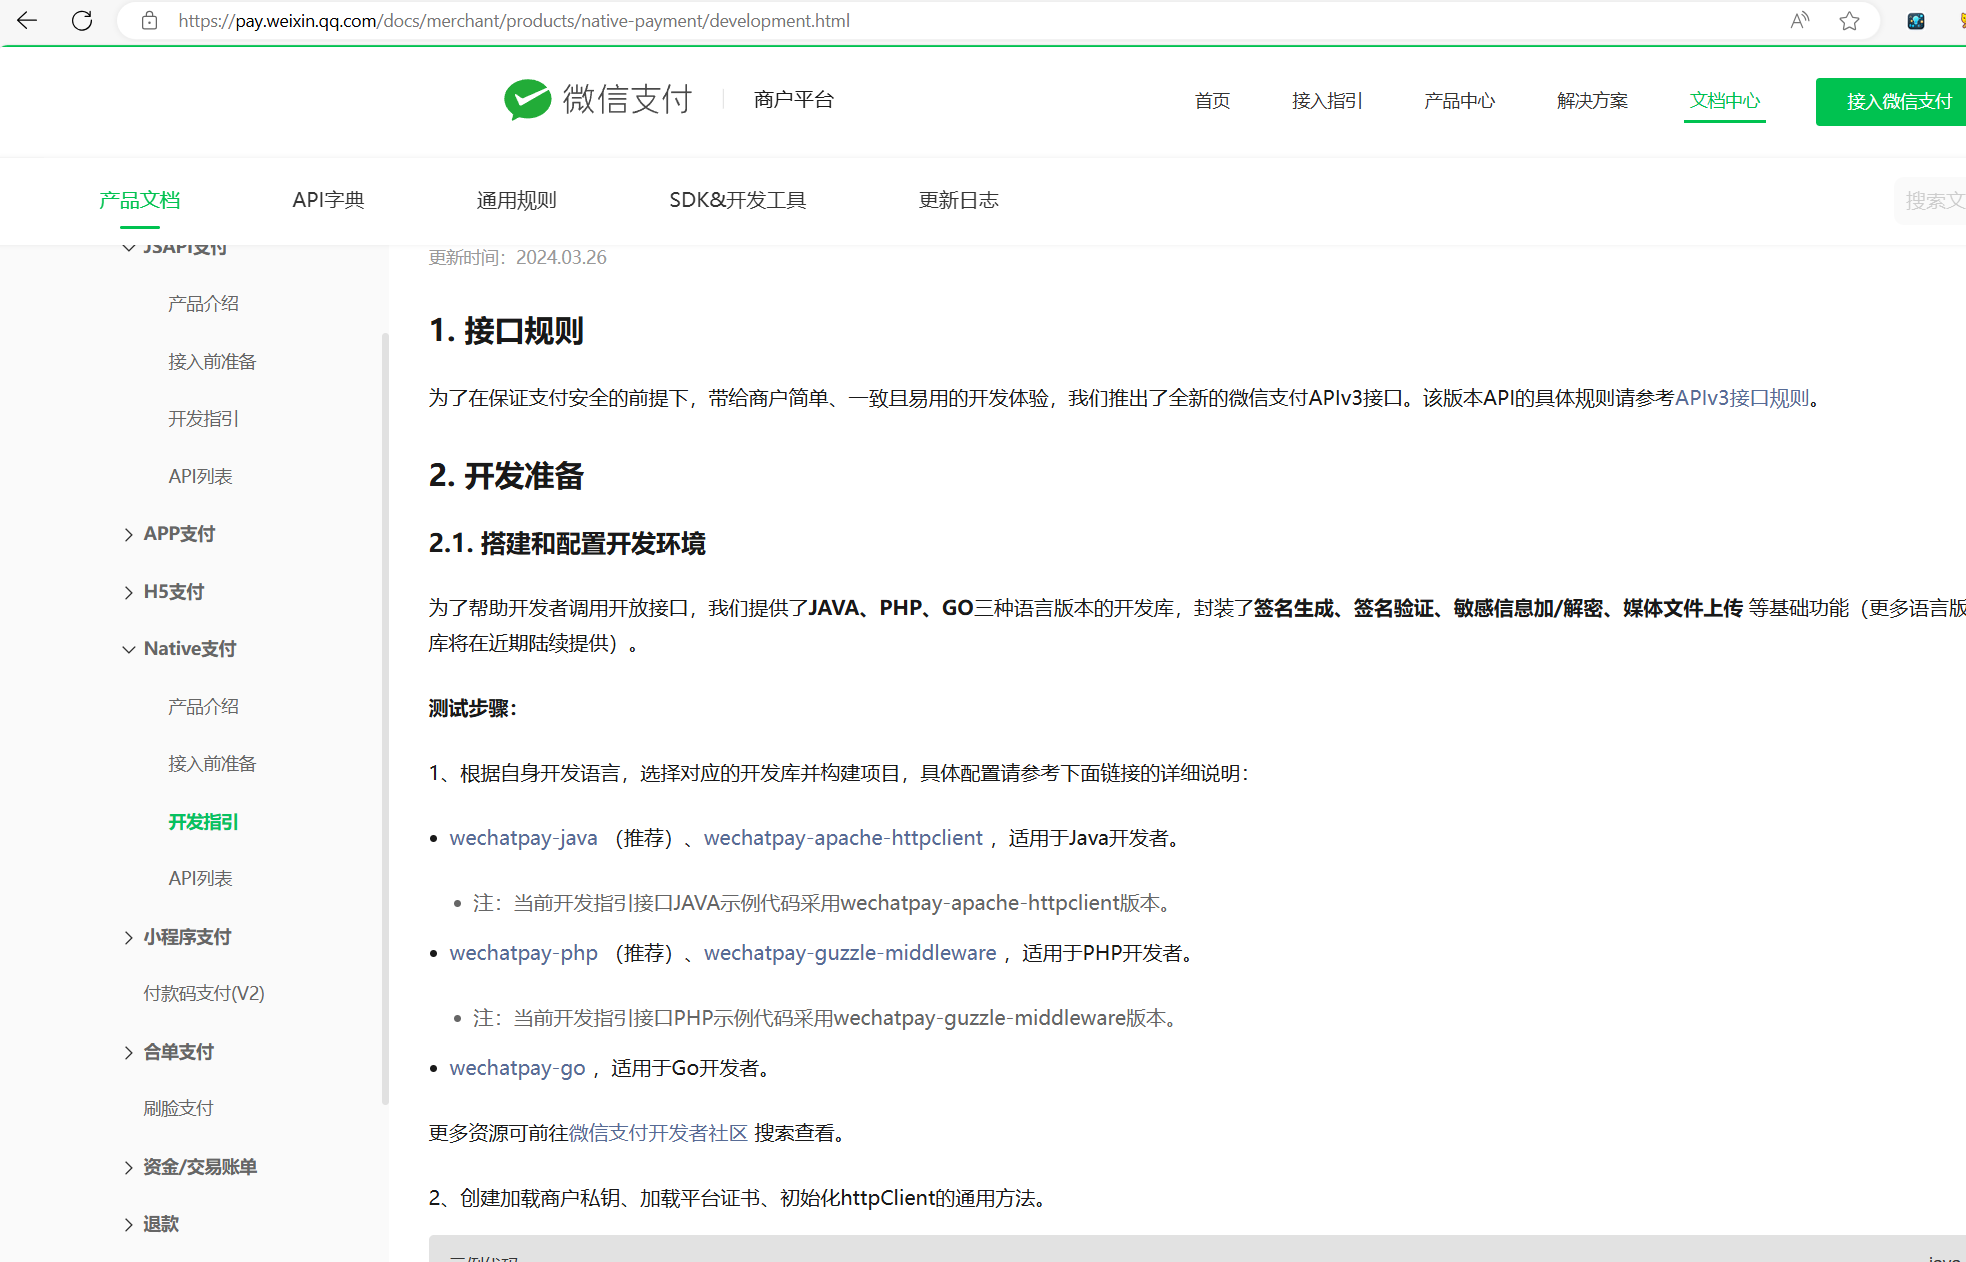 https://pay.weixin.qq.com/docs/merchant/products/native-payment/development.html
微信支付 商户平台 首页 接入指引 产品中心 解决方案 文档中心 接入微信支付
产品文档 API字典 通用规则 SDK&开发工具 更新日志 搜索文
JSAPI支付
产品介绍
接入前准备
开发指引
API列表
APP支付
H5支付
Native支付
产品介绍
接入前准备
开发指引
API列表
小程序支付
付款码支付(V2)
合单支付
刷脸支付
资金/交易账单
退款
更新时间：2024.03.26
1. 接口规则
为了在保证支付安全的前提下，带给商户简单、一致且易用的开发体验，我们推出了全新的微信支付APIv3接口。该版本API的具体规则请参考APIv3接口规则。
2. 开发准备
2.1. 搭建和配置开发环境
为了帮助开发者调用开放接口，我们提供了JAVA、PHP、GO三种语言版本的开发库，封装了签名生成、签名验证、敏感信息加/解密、媒体文件上传 等基础功能（更多语言版
库将在近期陆续提供）。
测试步骤：
1、根据自身开发语言，选择对应的开发库并构建项目，具体配置请参考下面链接的详细说明：
• wechatpay-java （推荐）、wechatpay-apache-httpclient ，适用于Java开发者。
• 注：当前开发指引接口JAVA示例代码采用wechatpay-apache-httpclient版本。
• wechatpay-php （推荐）、wechatpay-guzzle-middleware ，适用于PHP开发者。
• 注：当前开发指引接口PHP示例代码采用wechatpay-guzzle-middleware版本。
• wechatpay-go ，适用于Go开发者。
更多资源可前往微信支付开发者社区 搜索查看。
2、创建加载商户私钥、加载平台证书、初始化httpClient的通用方法。
示例代码 java